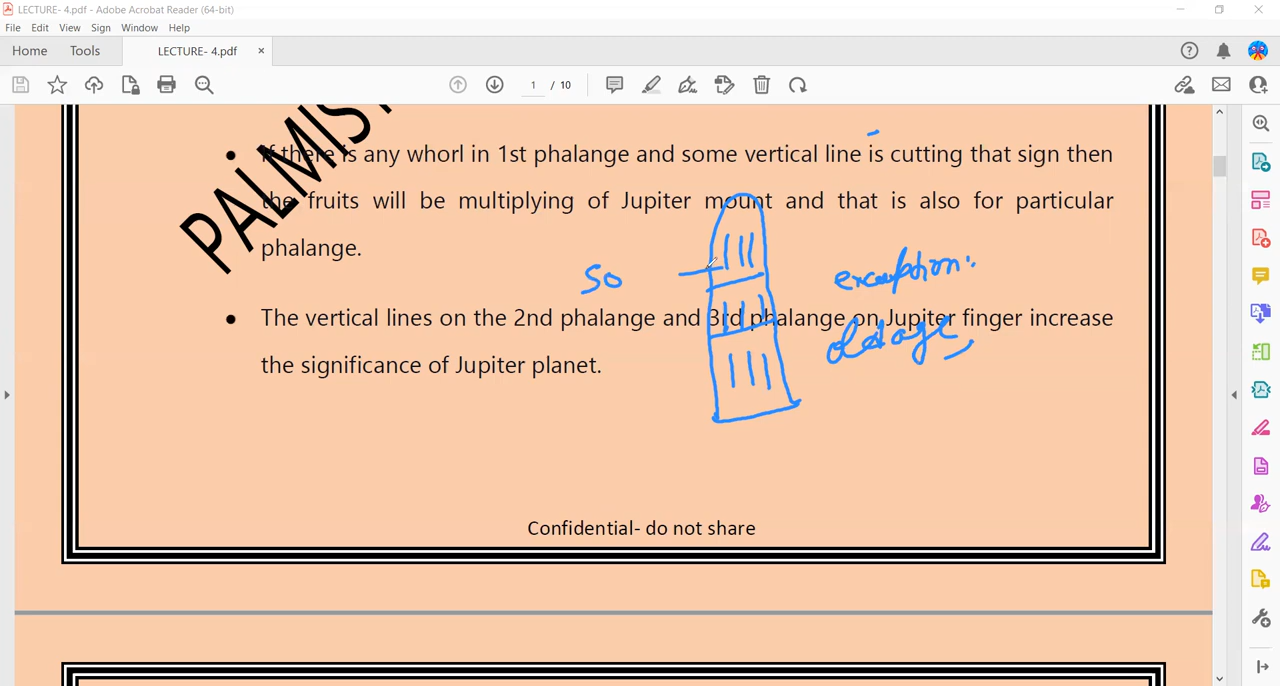 LECTURE- 4.pdf - Adobe Acrobat Reader (64-bit)
File Edit View Sign Window Help
Home Tools LECTURE- 4.pdf ×
1 / 10
PALMIST
If there is any whorl in 1st phalange and some vertical line is cutting that sign then
the fruits will be multiplying of Jupiter mount and that is also for particular
phalange.
so
exception:
oldage,
The vertical lines on the 2nd phalange and 3rd phalange on Jupiter finger increase
the significance of Jupiter planet.
Confidential- do not share